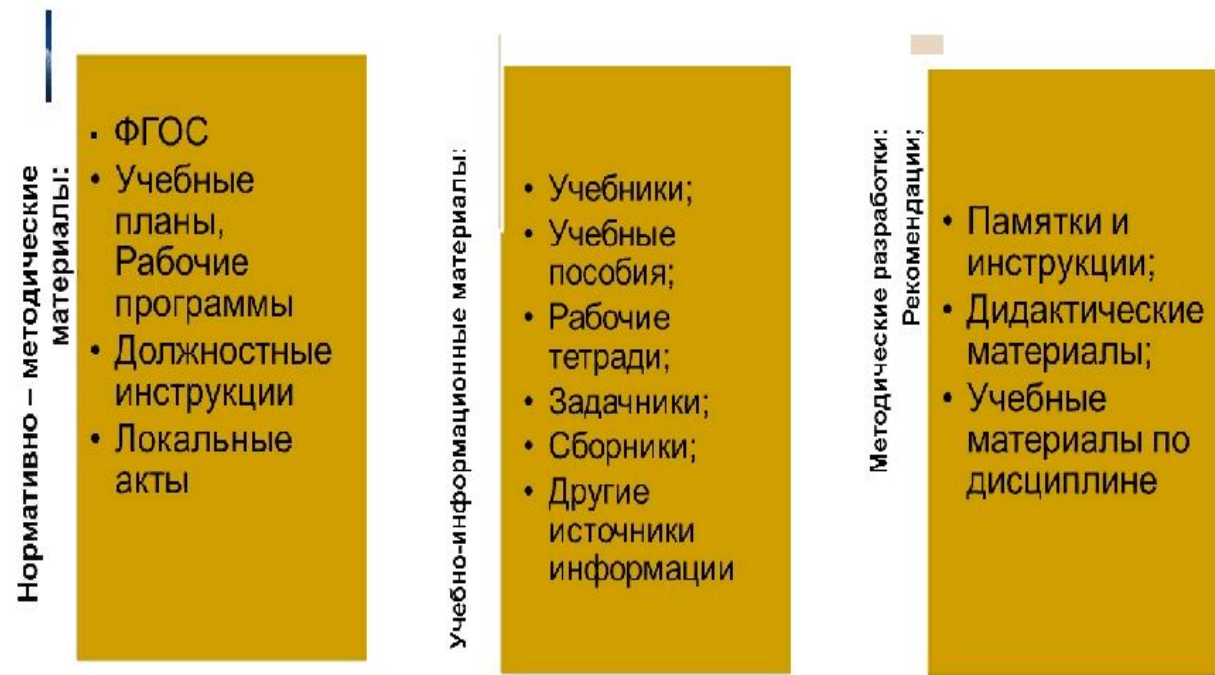 Нормативно – методические
материалы:
• ФГОС
• Учебные
планы,
Рабочие
программы
• Должностные
инструкции
• Локальные
акты
Учебно-информационные материалы:
• Учебники;
• Учебные
пособия;
• Рабочие
тетради;
• Задачники;
• Сборники;
• Другие
источники
информации
Методические разработки:
Рекомендации;
• Памятки и
инструкции;
• Дидактические
материалы;
• Учебные
материалы по
дисциплине